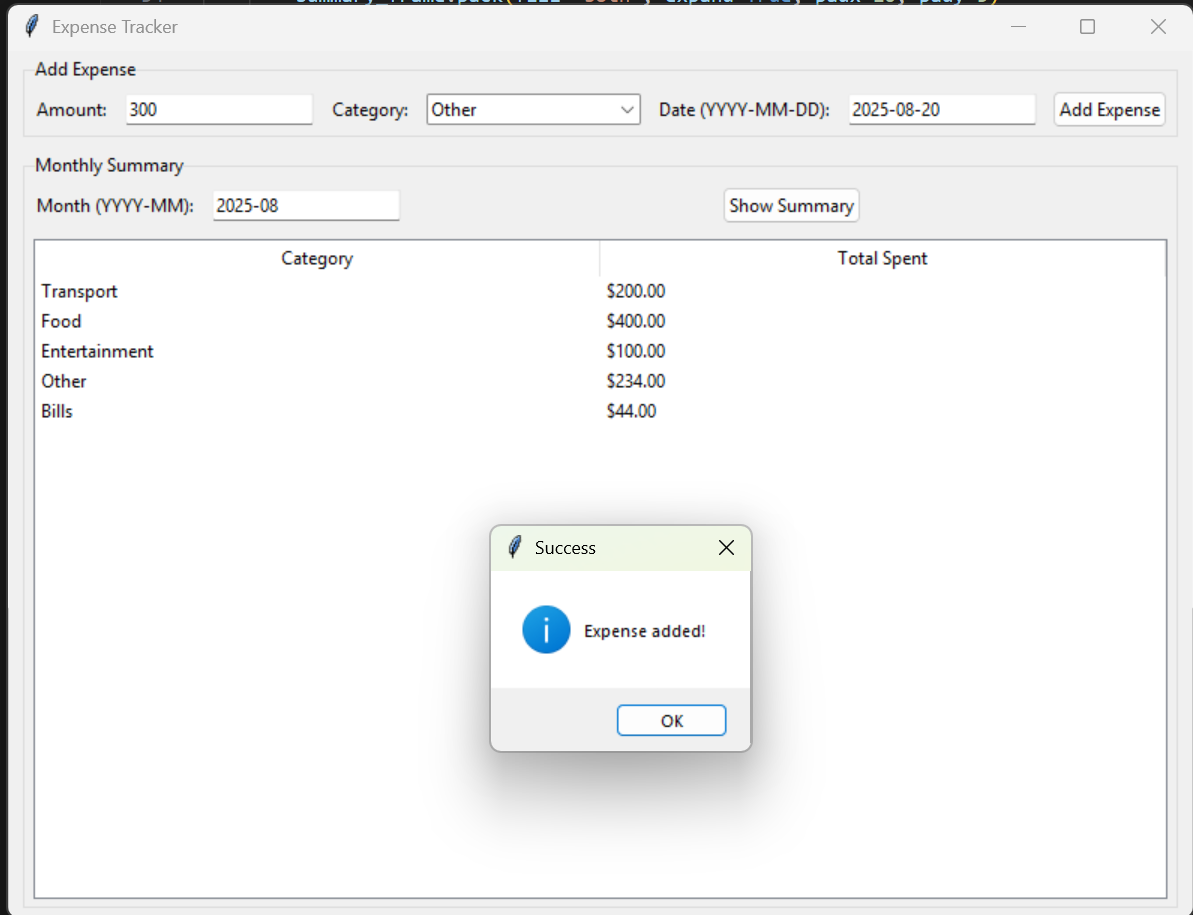 Expense Tracker
Add Expense
Amount: 300 Category: Other Date (YYYY-MM-DD): 2025-08-20 Add Expense
Monthly Summary
Month (YYYY-MM): 2025-08 Show Summary
Category Total Spent
Transport $200.00
Food $400.00
Entertainment $100.00
Other $234.00
Bills $44.00
Success
Expense added!
OK